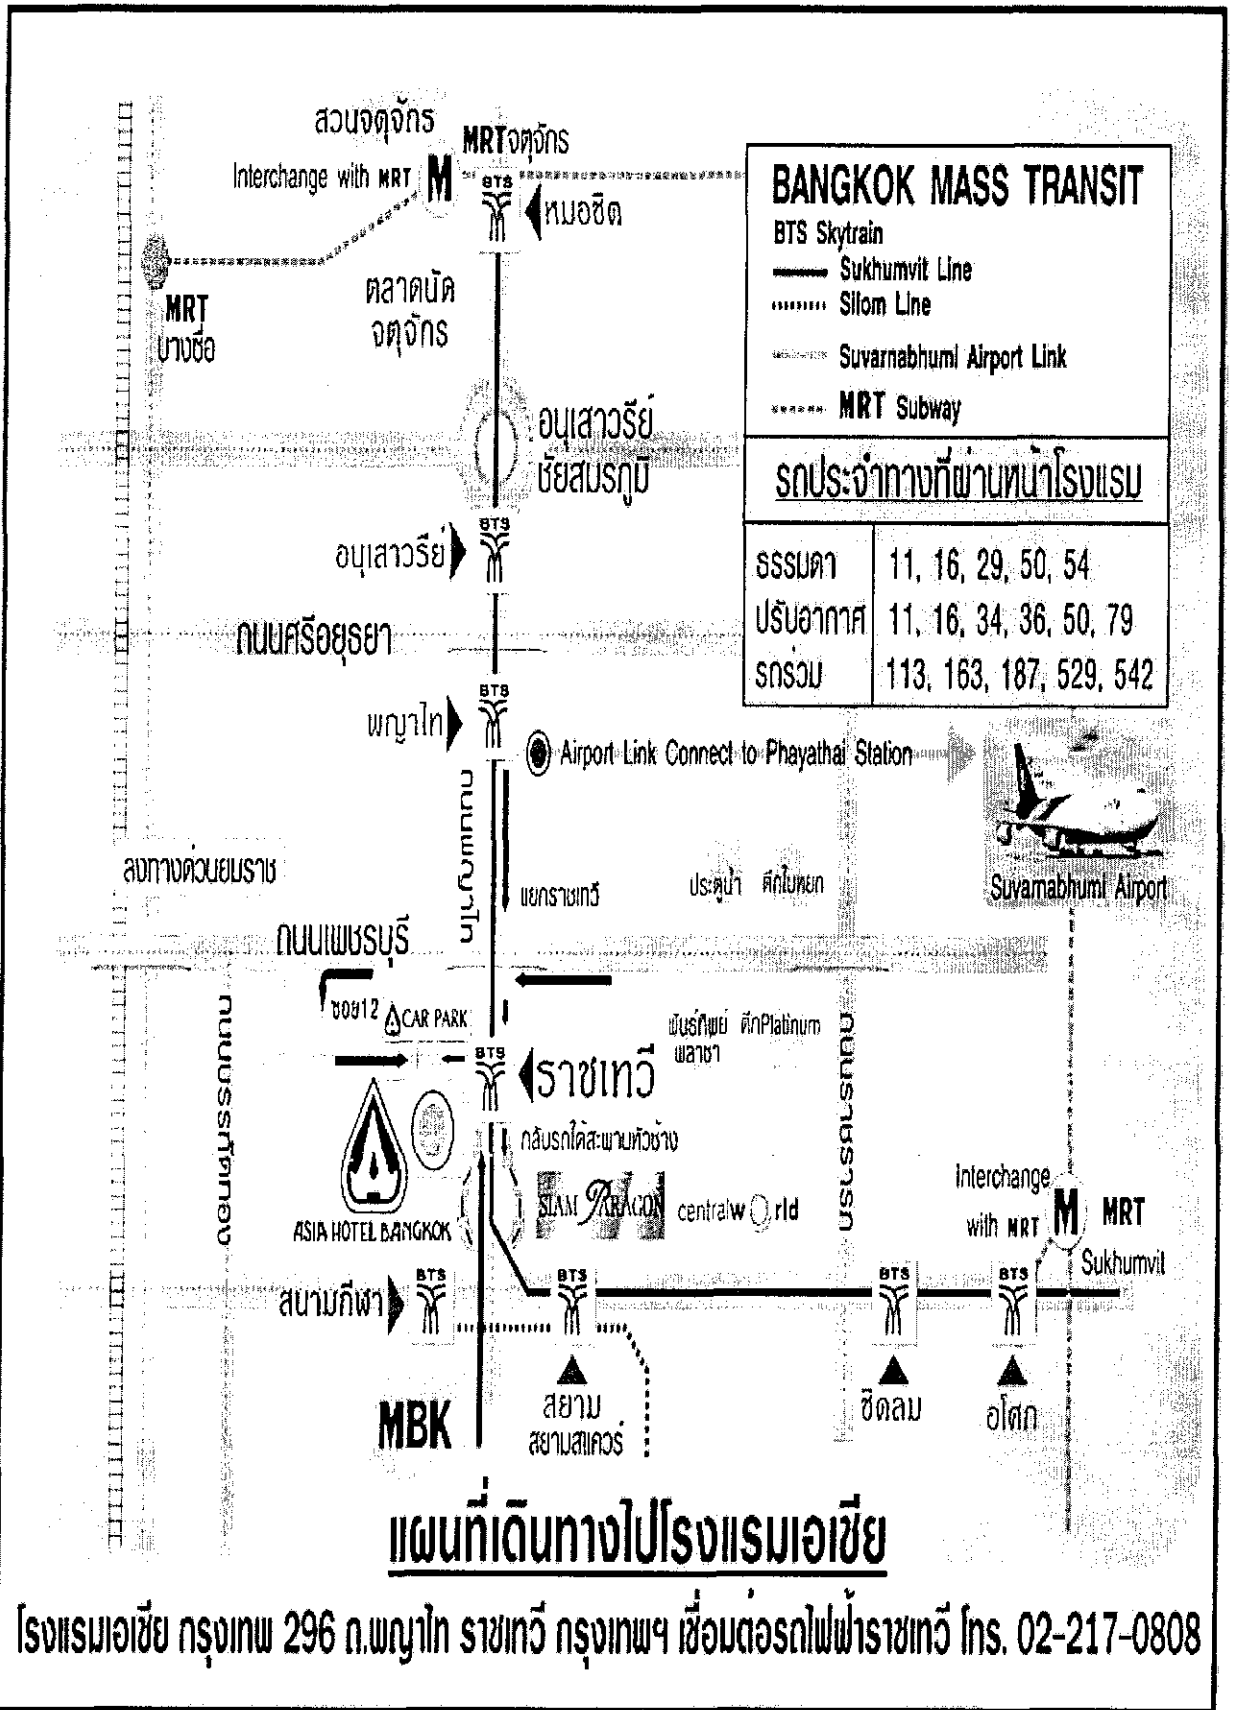 สวนจตุจักร
MRTจตุจักร
Interchange with MRT M
BTS
หมอชิต
MRT
บางซื่อ
ตลาดนัด
จตุจักร
BANGKOK MASS TRANSIT
BTS Skytrain
Sukhumvit Line
Silom Line
Suvarnabhumi Airport Link
MRT Subway
รถประจำทางที่ผ่านหน้าโรงแรม
ธรรมดา 11, 16, 29, 50, 54
ปรับอากาศ 11, 16, 34, 36, 50, 79
รถร่วม 113, 163, 187, 529, 542
อนุเสาวรีย์
ชัยสมรภูมิ
BTS
อนุเสาวรีย์
ถนนศรีอยุธยา
BTS
พญาไท
Airport Link Connect to Phayathai Station
Suvarnabhumi Airport
ถนนพญาไท
ลงทางด่วนยมราช
แยกราชเทวี
ประตูน้ำ ตึกใบหยก
ถนนเพชรบุรี
ซอย12
CAR PARK
พันธ์ทิพย์ ตึกPlatinum
พลาซา
BTS
ราชเทวี
ถนนบรรทัดทอง
ถนนราชดำริ
กลับรถใต้สะพานหัวช้าง
ASIA HOTEL BANGKOK
SIAM PARAGON
centralwOrld
Interchange
with MRT M MRT
Sukhumvit
สนามกีฬา
BTS
BTS
BTS
BTS
MBK
สยาม
สยามสแควร์
ชิดลม
อโศก
แผนที่เดินทางไปโรงแรมเอเชีย
โรงแรมเอเชีย กรุงเทพ 296 ถ.พญาไท ราชเทวี กรุงเทพฯ เชื่อมต่อรถไฟฟ้าราชเทวี โทร. 02-217-0808